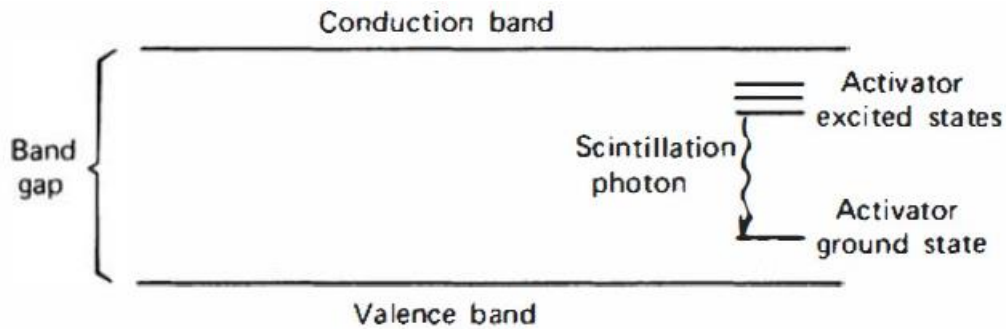 Conduction band
Activator
excited states
Band
gap
Scintillation
photon
Activator
ground state
Valence band